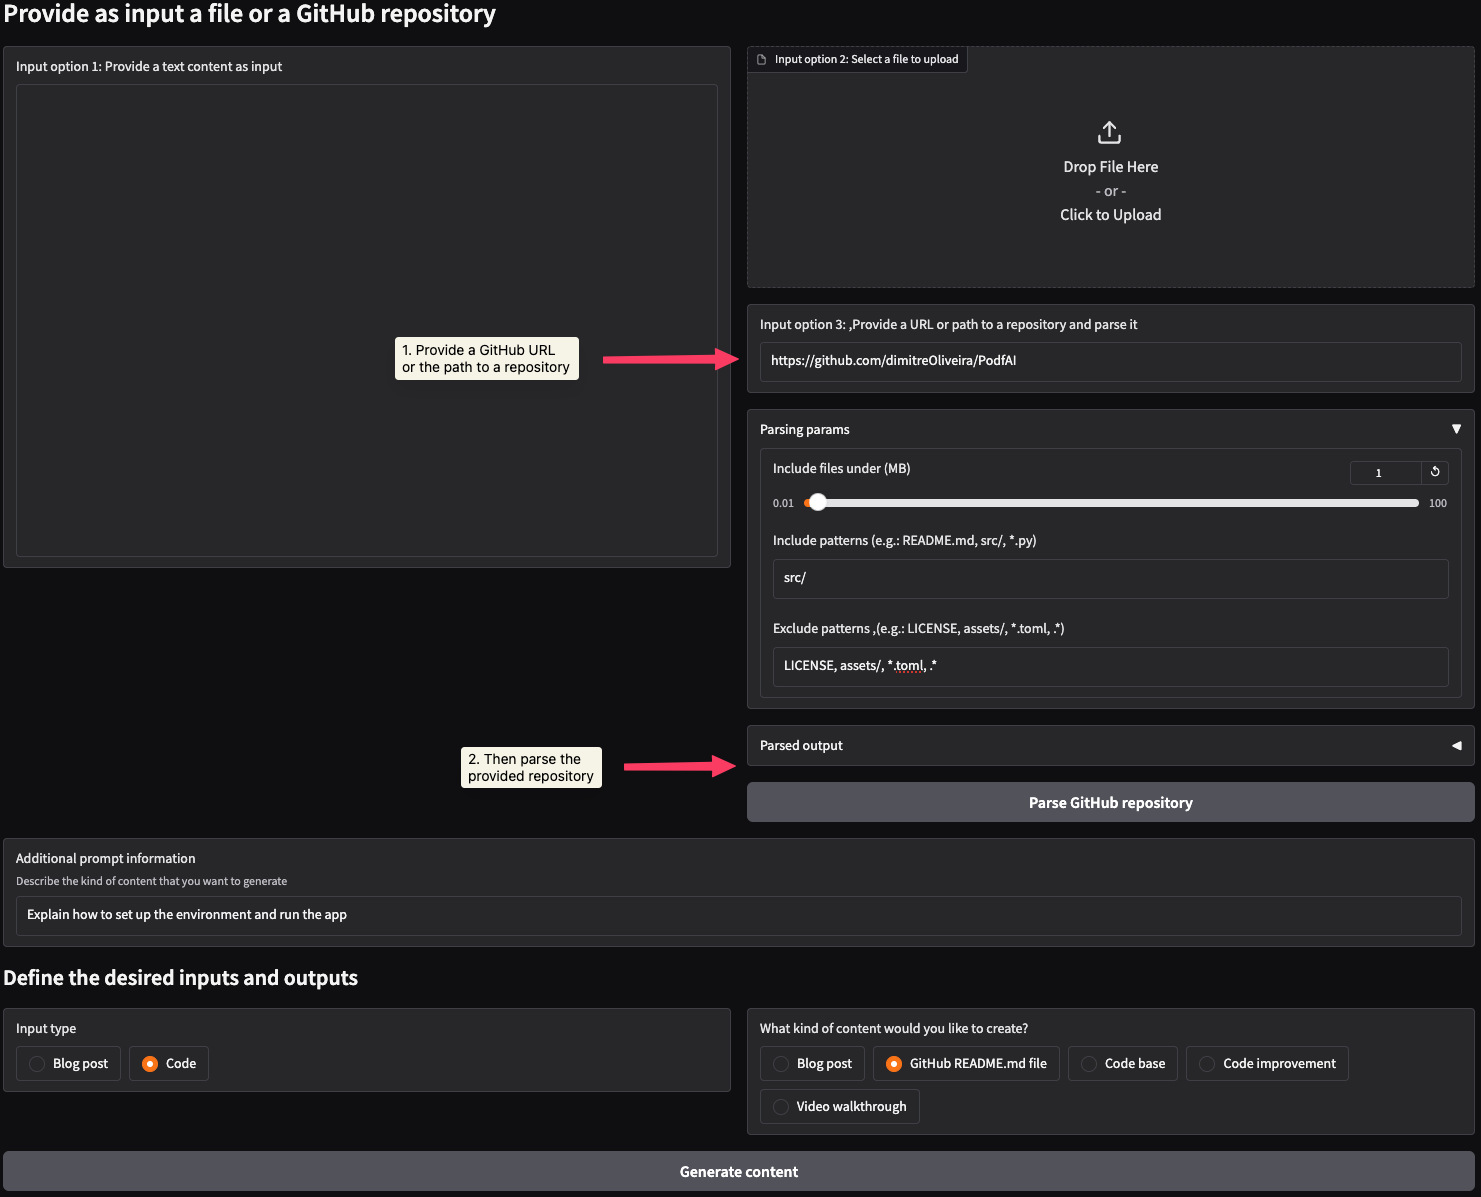 Provide as input a file or a GitHub repository
Input option 1: Provide a text content as input
Input option 2: Select a file to upload
Drop File Here
- or -
Click to Upload
1. Provide a GitHub URL
or the path to a repository
Input option 3: ,Provide a URL or path to a repository and parse it
https://github.com/dimitreOliveira/PodfAI
Parsing params
Include files under (MB)
1
0.01
100
Include patterns (e.g.: README.md, src/, *.py)
src/
Exclude patterns ,(e.g.: LICENSE, assets/, *.toml, .*)
LICENSE, assets/, *.toml, .*
2. Then parse the
provided repository
Parsed output
Parse GitHub repository
Additional prompt information
Describe the kind of content that you want to generate
Explain how to set up the environment and run the app
Define the desired inputs and outputs
Input type
Blog post
Code
What kind of content would you like to create?
Blog post
GitHub README.md file
Code base
Code improvement
Video walkthrough
Generate content